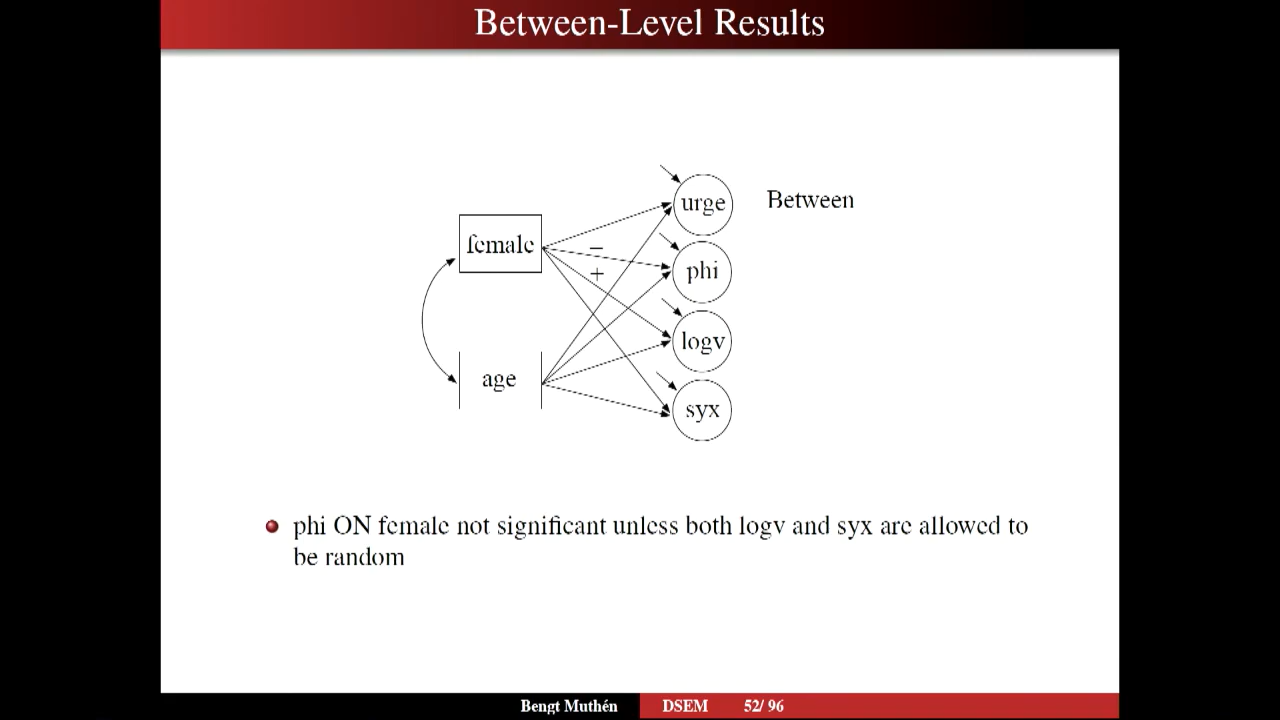 Between-Level Results
urge
Between
female
−
phi
+
logv
age
syx
phi ON female not significant unless both logv and syx are allowed to
be random
Bengt Muthén DSEM 52/ 96